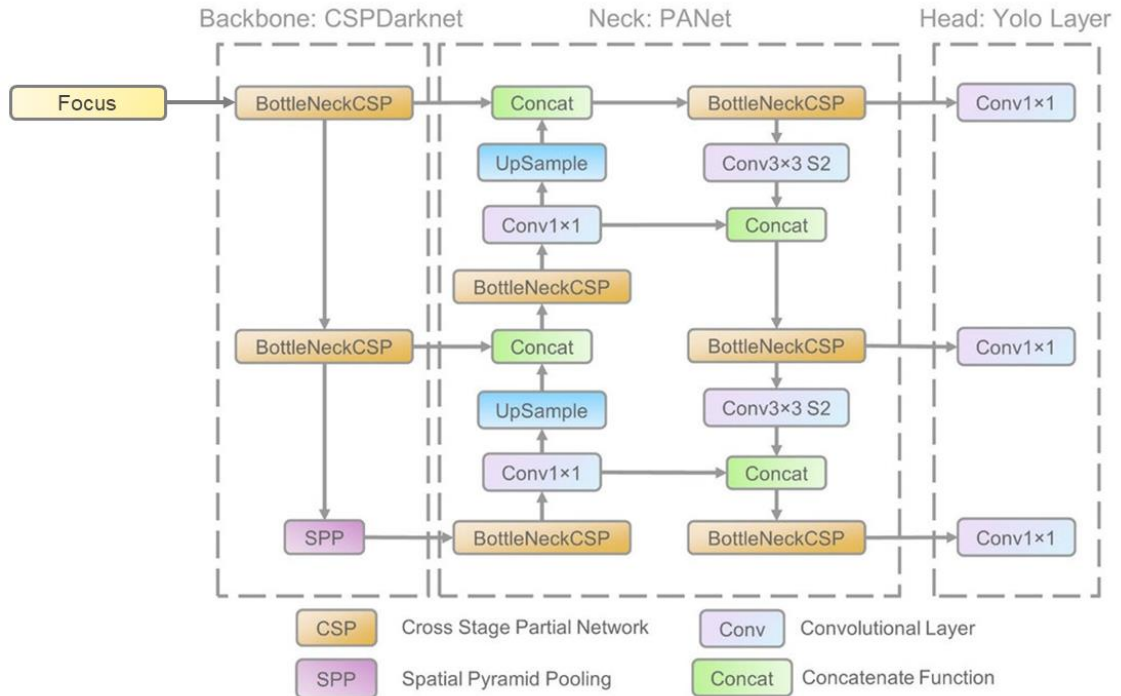 Backbone: CSPDarknet
Neck: PANet
Head: Yolo Layer
Focus
BottleNeckCSP
Concat
BottleNeckCSP
Conv1×1
UpSample
Conv3×3 S2
Conv1×1
Concat
BottleNeckCSP
BottleNeckCSP
Concat
BottleNeckCSP
Conv1×1
UpSample
Conv3×3 S2
Conv1×1
Concat
SPP
BottleNeckCSP
BottleNeckCSP
Conv1×1
CSP
Cross Stage Partial Network
Conv
Convolutional Layer
SPP
Spatial Pyramid Pooling
Concat
Concatenate Function